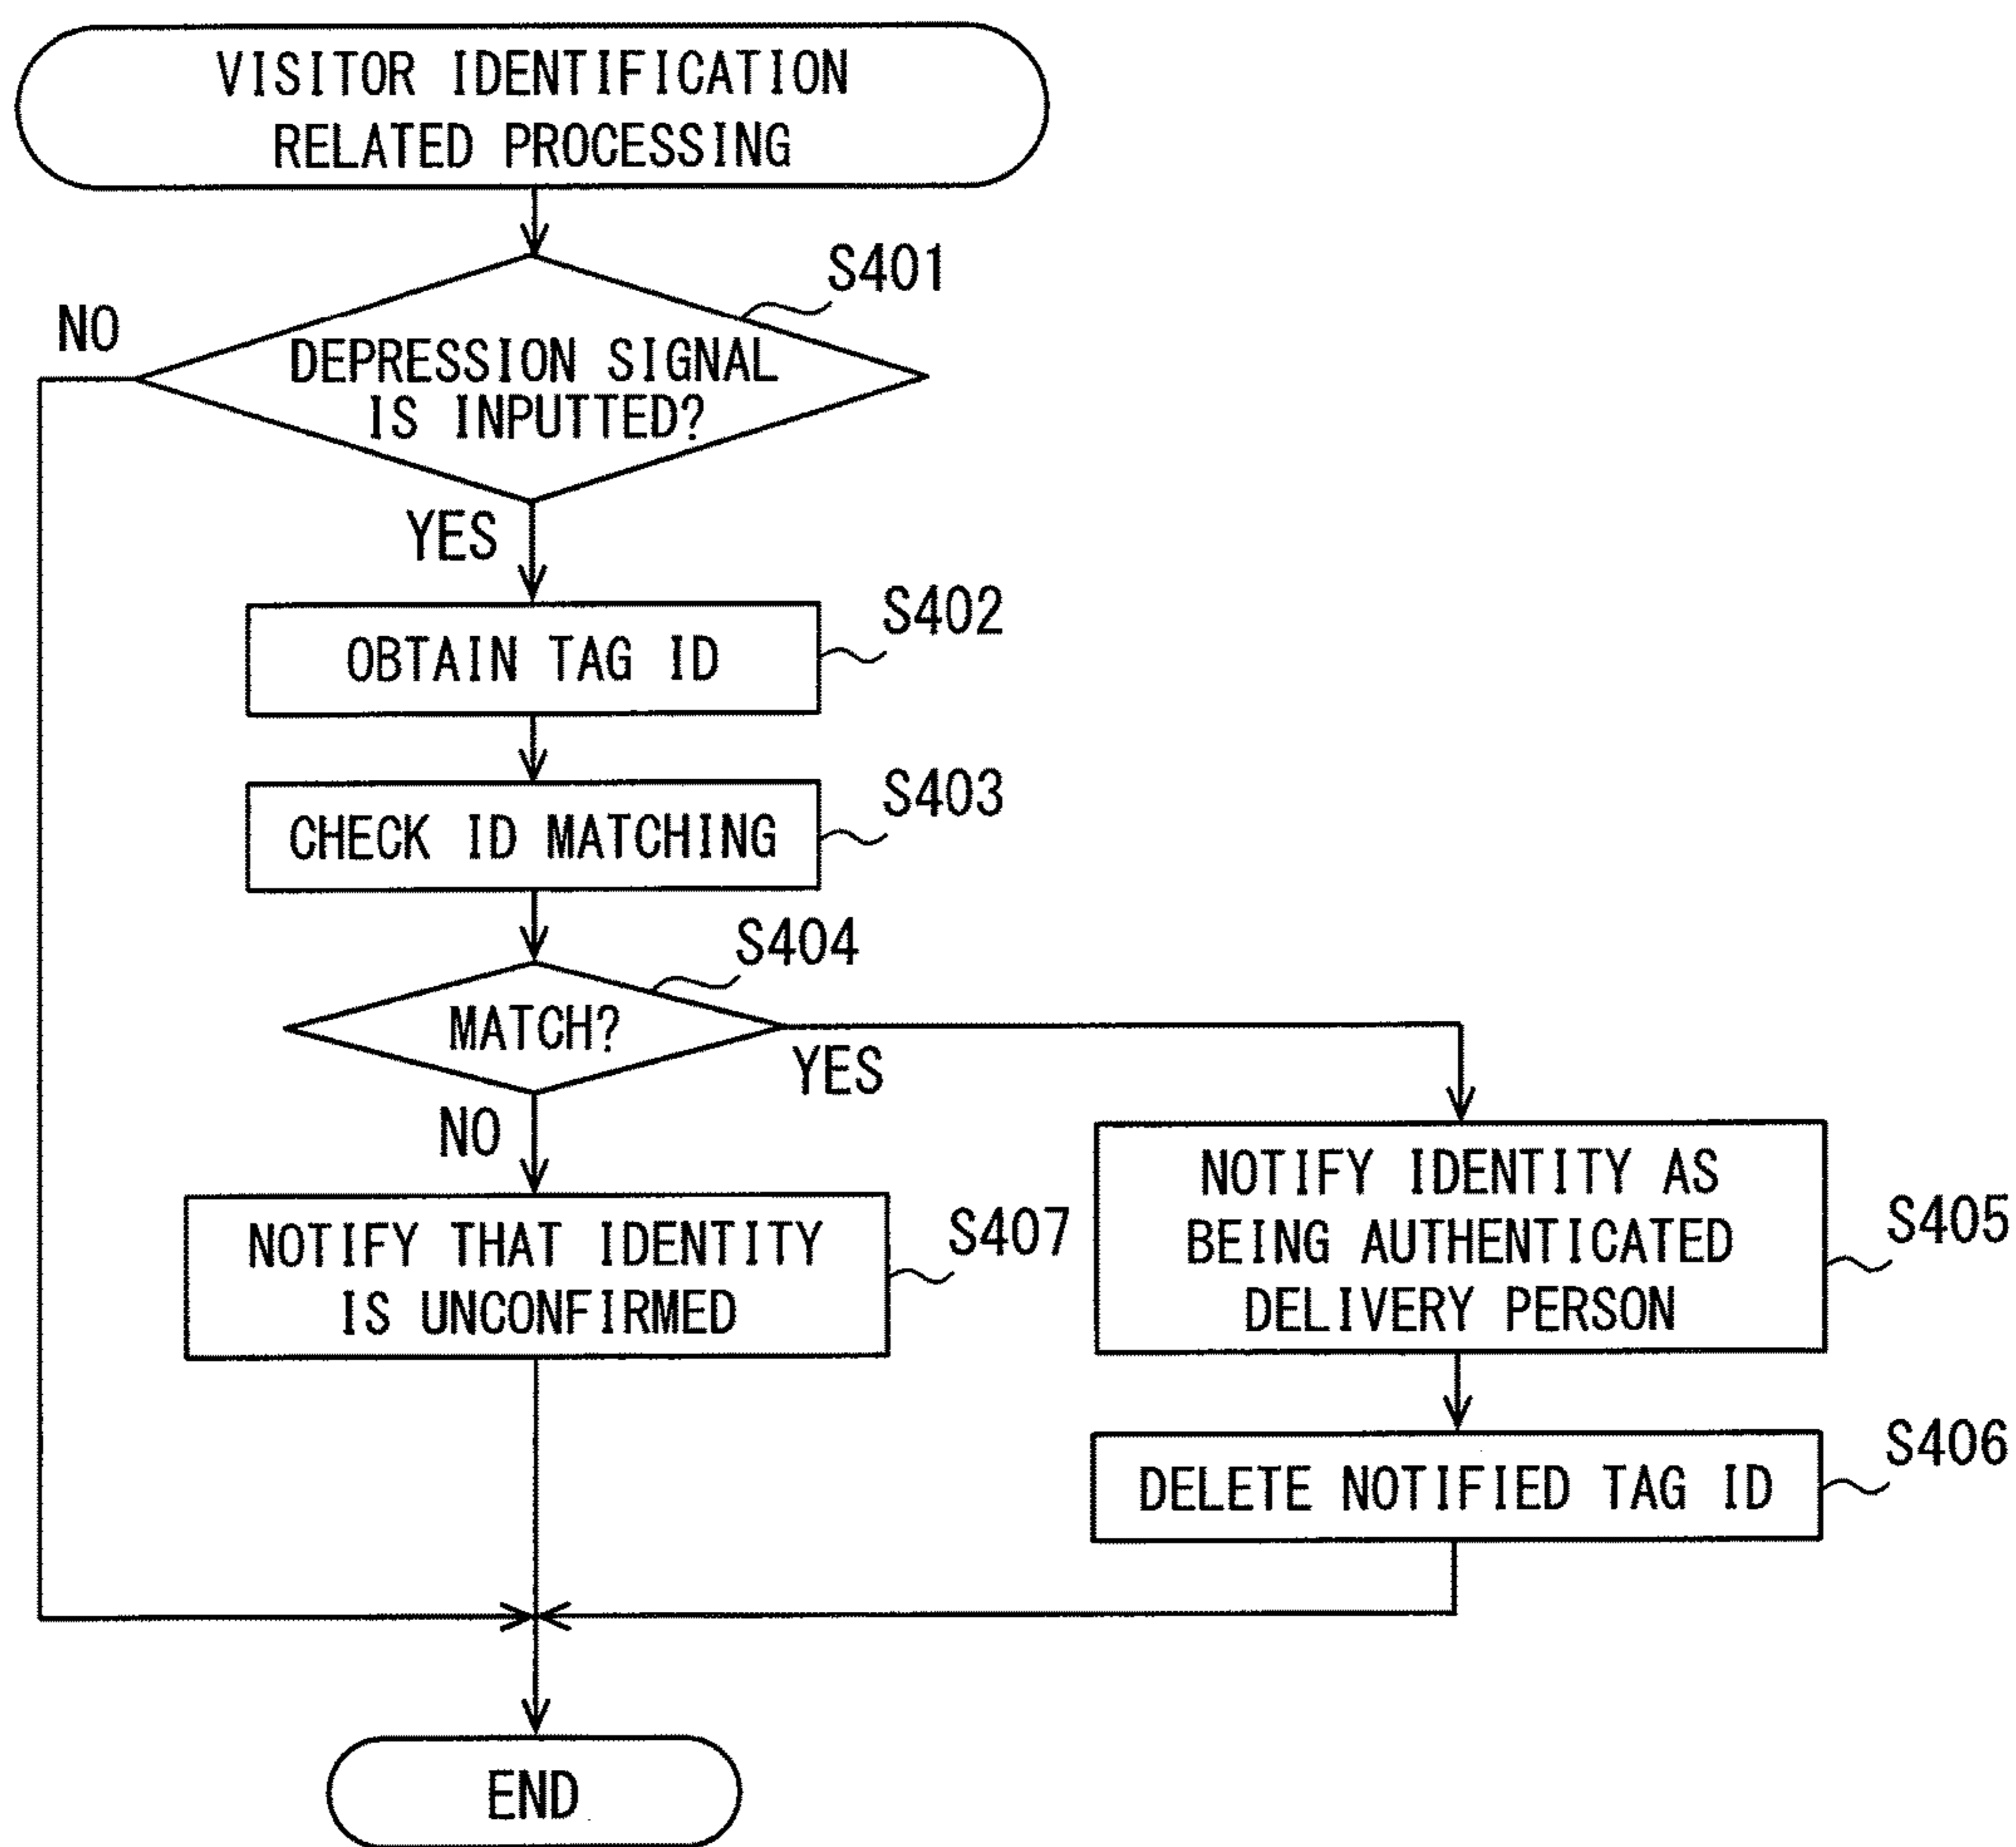 VISITOR IDENTIFICATION
RELATED PROCESSING
S401
NO
DEPRESSION SIGNAL
IS INPUTTED?
YES
S402
OBTAIN TAG ID
S403
CHECK ID MATCHING
S404
MATCH?
YES
NO
NOTIFY IDENTITY AS
BEING AUTHENTICATED
DELIVERY PERSON
S405
NOTIFY THAT IDENTITY
IS UNCONFIRMED
S407
S406
DELETE NOTIFIED TAG ID
END